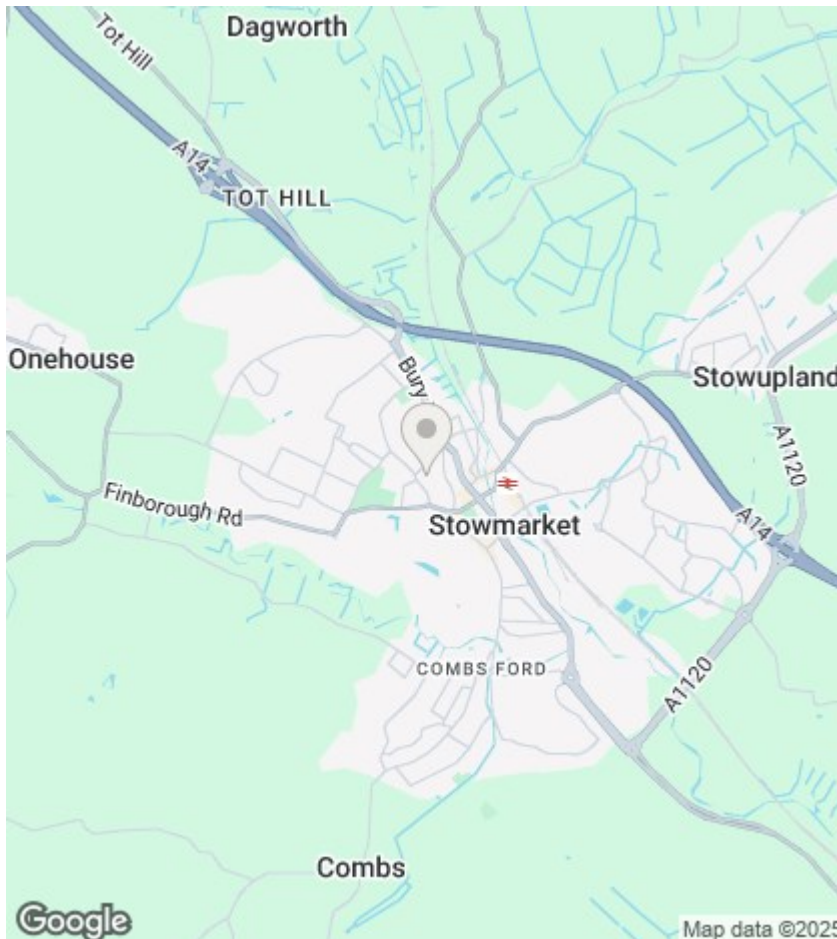 Dagworth
Tot Hill
A14
TOT HILL
Onehouse
Bury
Stowupland
A1120
Finborough Rd
Stowmarket
A14
COMBS FORD
A1120
Combs
Google
Map data ©2025